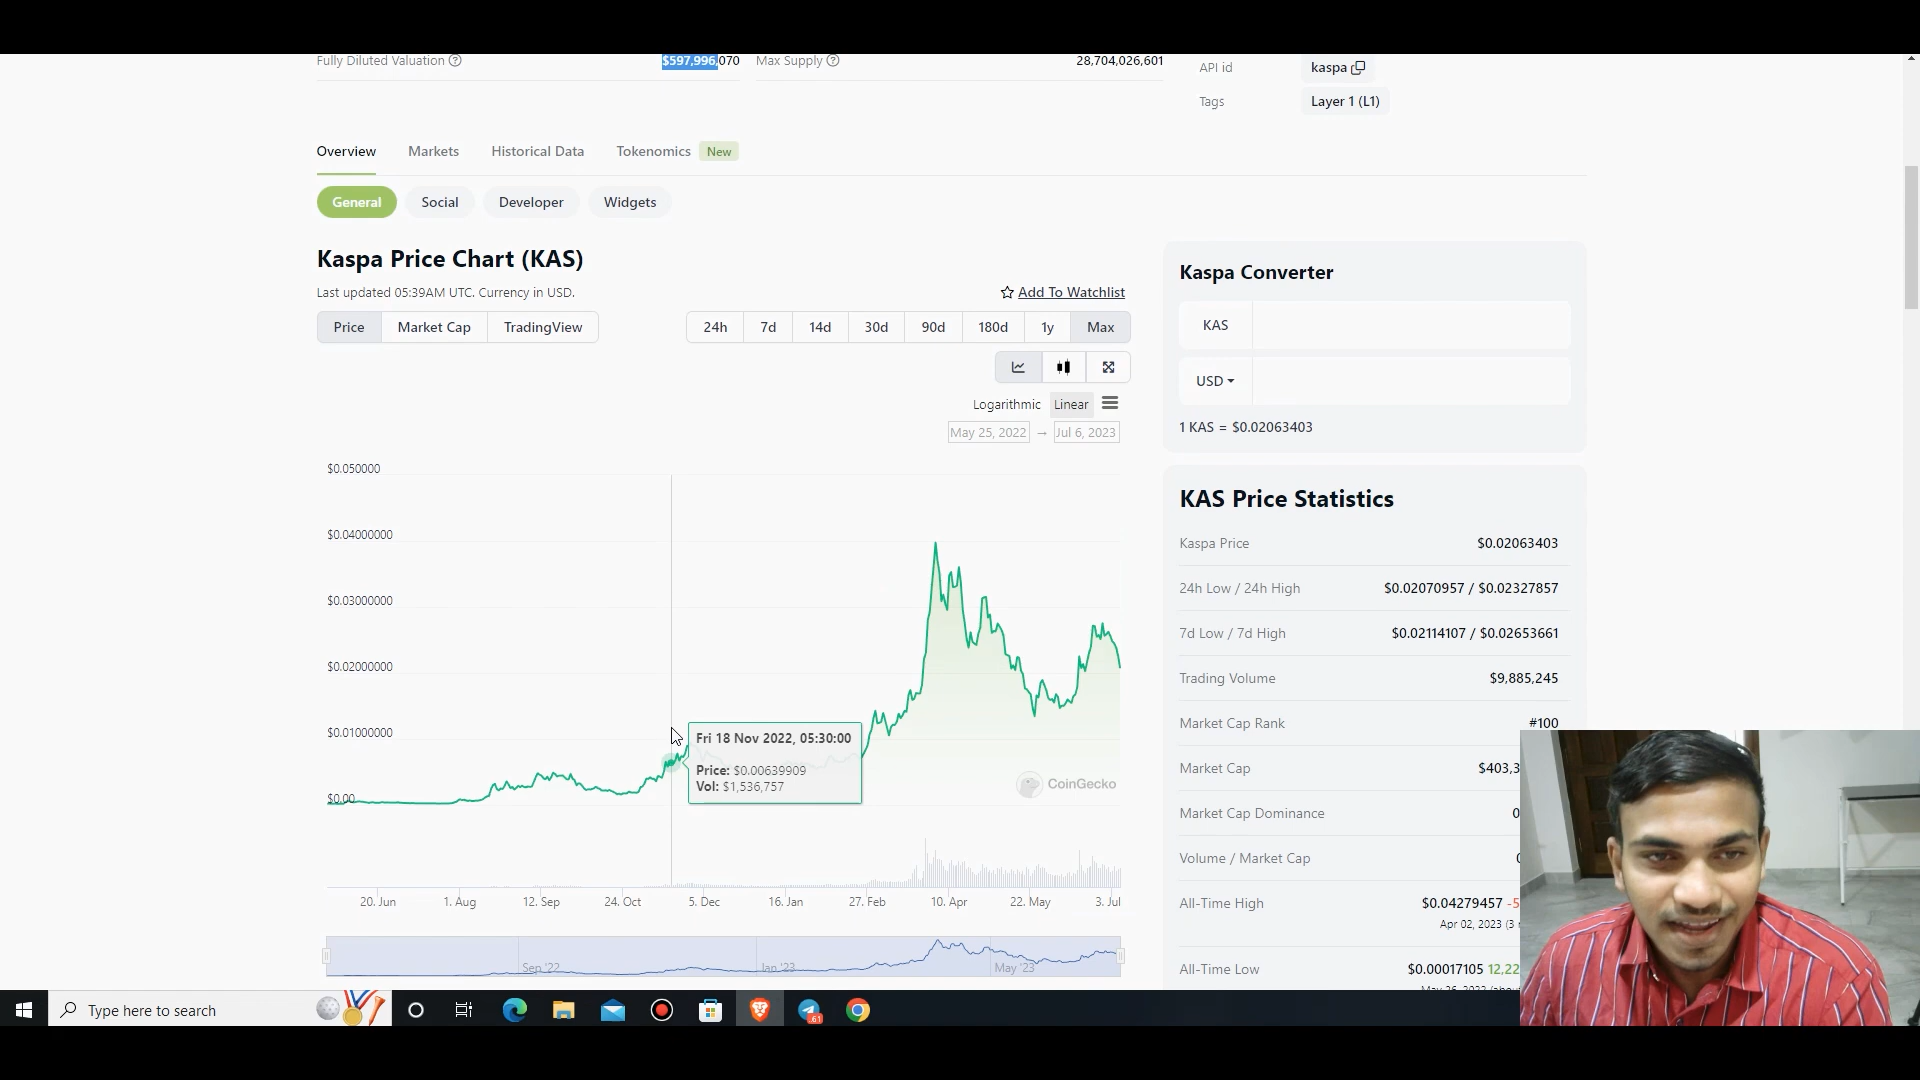 Fully Diluted Valuation
$597,996,070
Max Supply
28,704,026,601
API id
kaspa
Tags
Layer 1 (L1)
Overview
Markets
Historical Data
Tokenomics
New
General
Social
Developer
Widgets
Kaspa Price Chart (KAS)
Last updated 05:39AM UTC. Currency in USD.
Add To Watchlist
Price
Market Cap
TradingView
24h
7d
14d
30d
90d
180d
1y
Max
Logarithmic
Linear
May 25, 2022 → Jul 6, 2023
$0.050000
$0.04000000
$0.03000000
$0.02000000
$0.01000000
$0.00
Fri 18 Nov 2022, 05:30:00
Price: $0.00639909
Vol: $1,536,757
CoinGecko
20. Jun
1. Aug
12. Sep
24. Oct
5. Dec
16. Jan
27. Feb
10. Apr
22. May
3. Jul
Sep '22
Jan '23
May '23
Kaspa Converter
KAS
USD
1 KAS = $0.02063403
KAS Price Statistics
Kaspa Price
$0.02063403
24h Low / 24h High
$0.02070957 / $0.02327857
7d Low / 7d High
$0.02114107 / $0.02653661
Trading Volume
$9,885,245
Market Cap Rank
#100
Market Cap
$403,3
Market Cap Dominance
0
Volume / Market Cap
All-Time High
$0.04279457 -5
Apr 02, 2023 (3
All-Time Low
$0.00017105 12,22
Type here to search
61